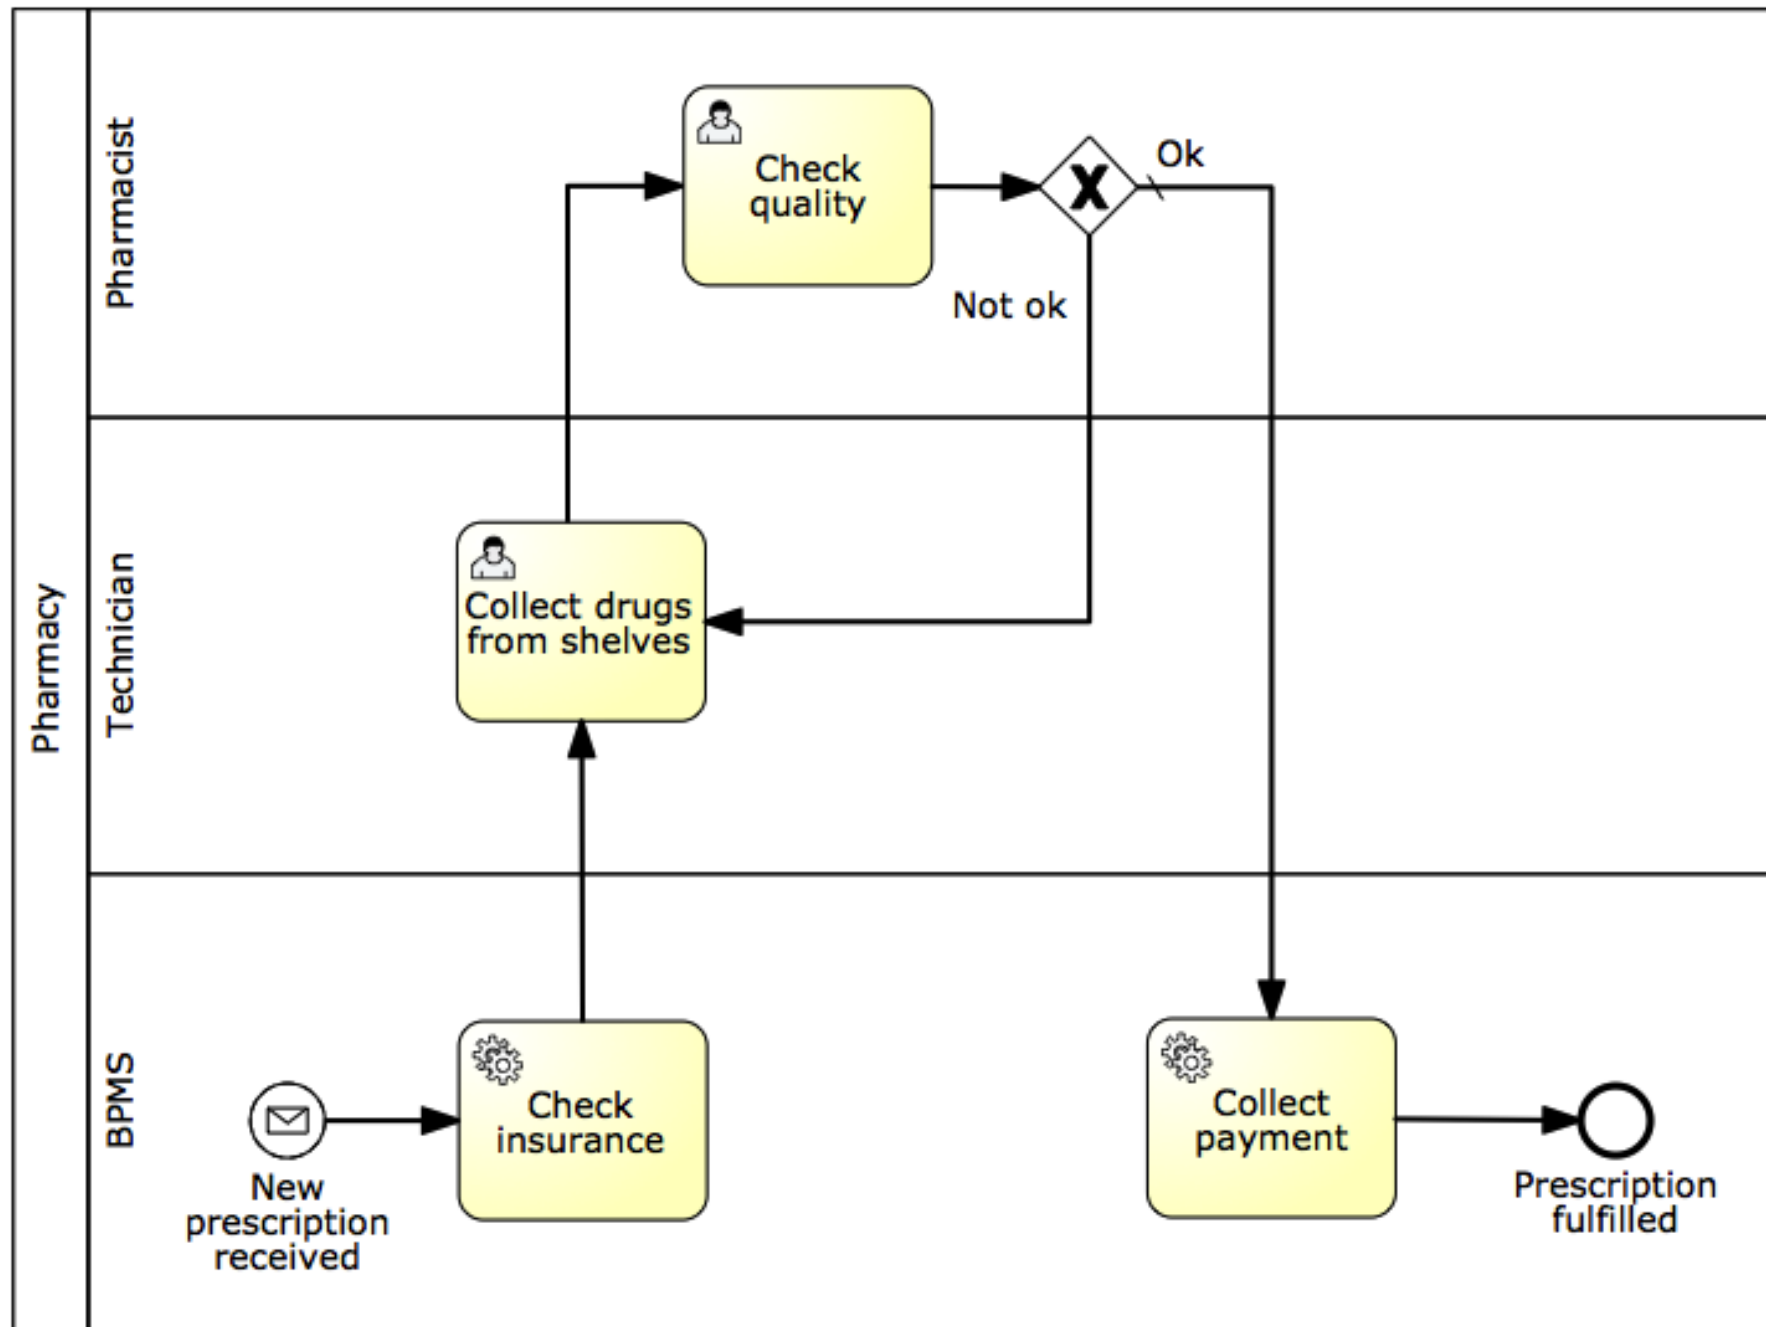 Pharmacy
Pharmacist
Check
quality
X
Ok
Not ok
Technician
Collect drugs
from shelves
BPMS
New
prescription
received
Check
insurance
Collect
payment
Prescription
fulfilled